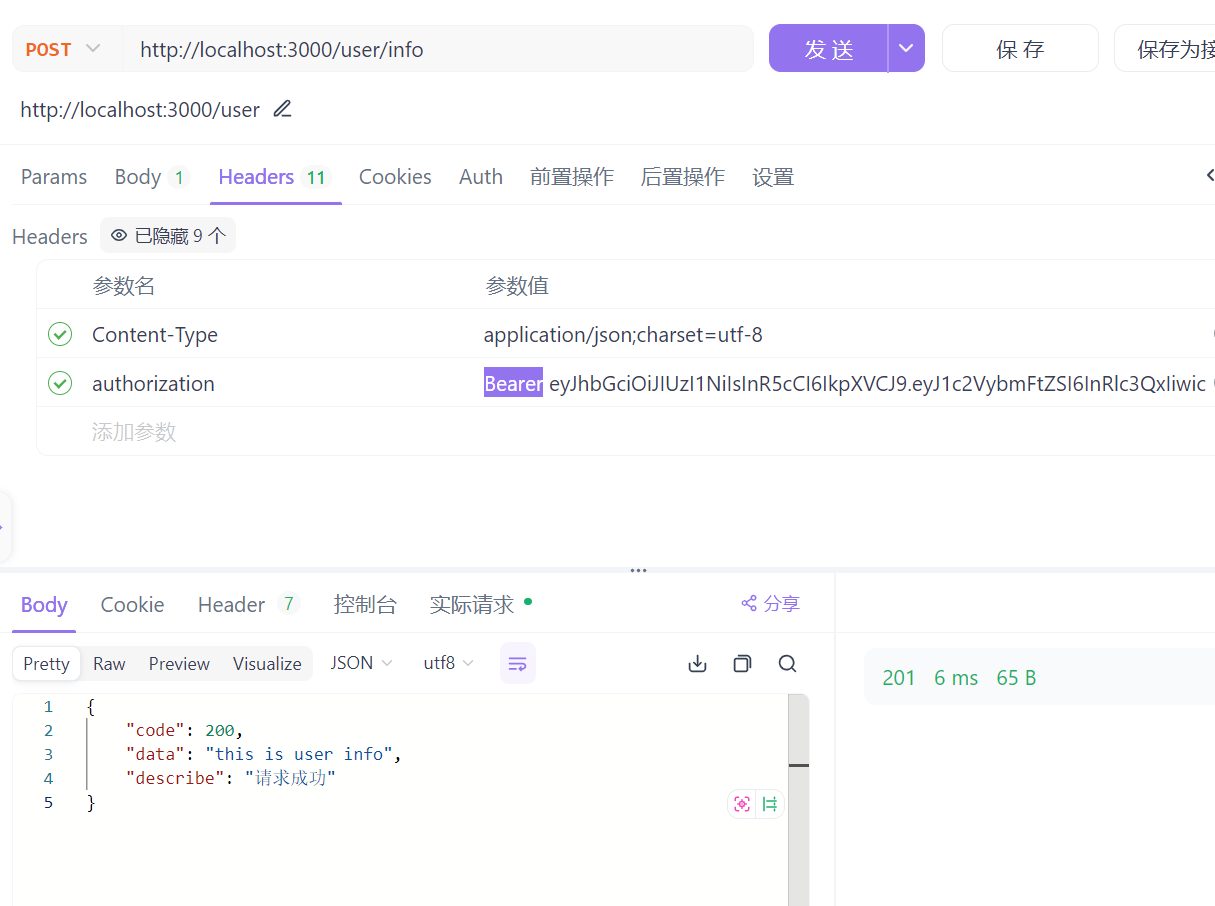 POST http://localhost:3000/user/info 发 送 保 存 保存为接
http://localhost:3000/user
Params Body 1 Headers 11 Cookies Auth 前置操作 后置操作 设置
Headers 已隐藏 9 个
参数名 参数值
Content-Type application/json;charset=utf-8
authorization Bearer eyJhbGciOiJIUzI1NiIsInR5cCI6IkpXVCJ9.eyJ1c2VybmFtZSI6InRlc3QxIiwic
添加参数
Body Cookie Header 7 控制台 实际请求 分享
Pretty Raw Preview Visualize JSON utf8
201 6 ms 65 B
1 {
2 "code": 200,
3 "data": "this is user info",
4 "describe": "请求成功"
5 }